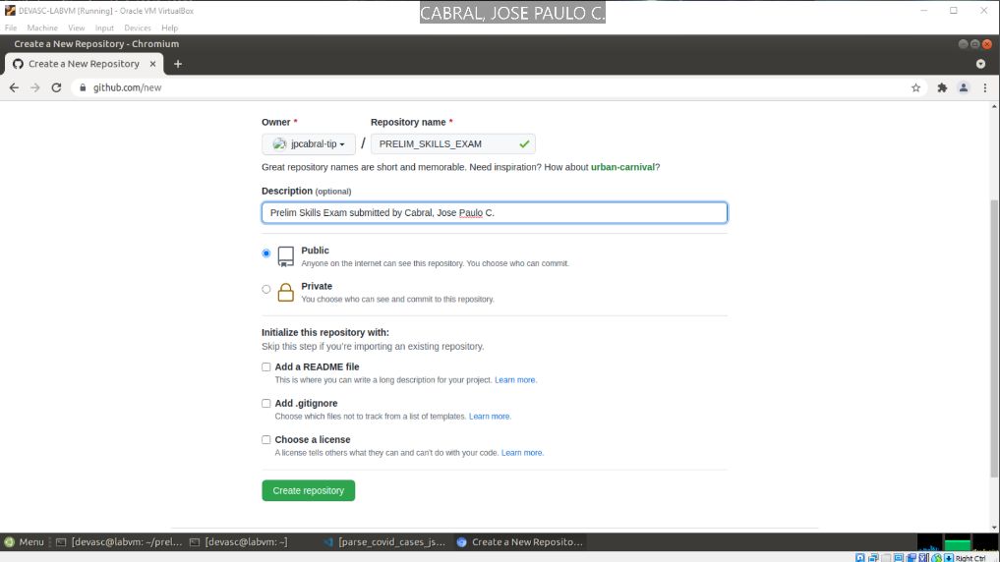 DEVASC-LABVM [Running] - Oracle VM VirtualBox
CABRAL, JOSE PAULO C.
File Machine View Input Devices Help
Create a New Repository - Chromium
Create a New Repository
github.com/new
Owner * Repository name *
jpcabral-tip / PRELIM_SKILLS_EXAM
Great repository names are short and memorable. Need inspiration? How about urban-carnival?
Description (optional)
Prelim Skills Exam submitted by Cabral, Jose Paulo C.
Public
Anyone on the internet can see this repository. You choose who can commit.
Private
You choose who can see and commit to this repository.
Initialize this repository with:
Skip this step if you're importing an existing repository.
Add a README file
This is where you can write a long description for your project. Learn more.
Add .gitignore
Choose which files not to track from a list of templates. Learn more.
Choose a license
A license tells others what they can and can't do with your code. Learn more.
Create repository
Menu [devasc@labvm: ~/prel... [devasc@labvm: ~] [parse_covid_cases_js... Create a New Reposito...
Right Ctrl